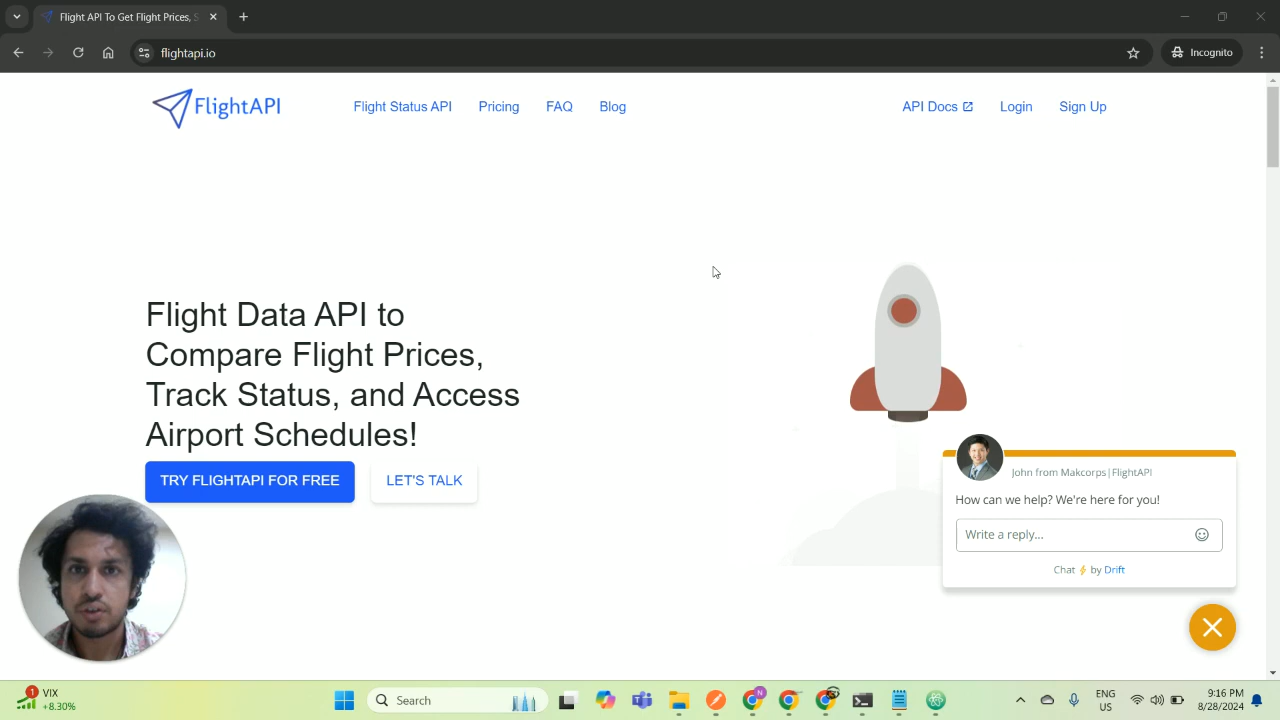 Flight API To Get Flight Prices, S
flightapi.io
Incognito
FlightAPI
Flight Status API
Pricing
FAQ
Blog
API Docs
Login
Sign Up
Flight Data API to
Compare Flight Prices,
Track Status, and Access
Airport Schedules!
TRY FLIGHTAPI FOR FREE
LET'S TALK
John from Makcorps|FlightAPI
How can we help? We're here for you!
Write a reply...
Chat ⚡ by Drift
1
VIX
+8.30%
Search
N
ENG
US
9:16 PM
8/28/2024